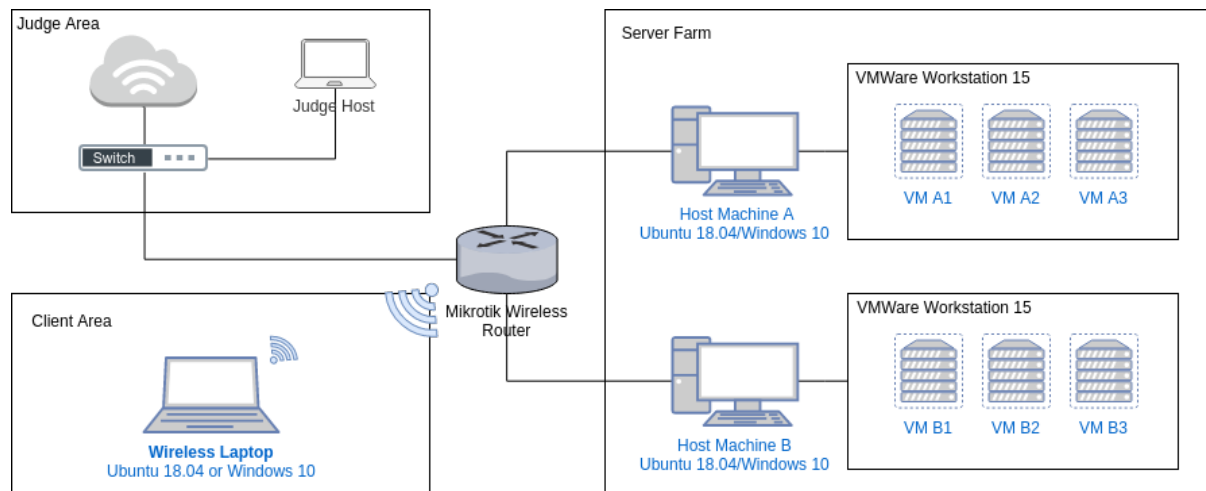 Judge Area
Judge Host
Switch
Client Area
Wireless Laptop
Ubuntu 18.04 or Windows 10
Mikrotik Wireless
Router
Server Farm
Host Machine A
Ubuntu 18.04/Windows 10
VMWare Workstation 15
VM A1
VM A2
VM A3
Host Machine B
Ubuntu 18.04/Windows 10
VMWare Workstation 15
VM B1
VM B2
VM B3